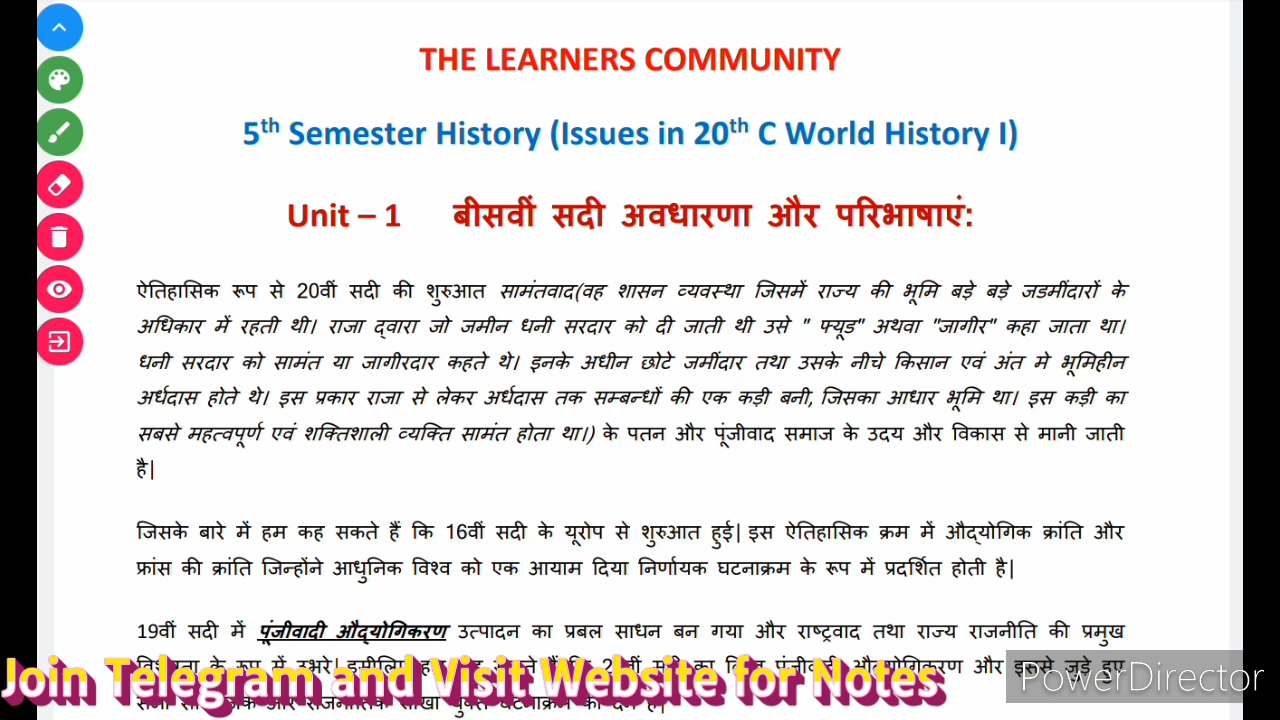 THE LEARNERS COMMUNITY
5th Semester History (Issues in 20th C World History I)
Unit – 1 बीसवीं सदी अवधारणा और परिभाषाएं:
ऐतिहासिक रूप से 20वीं सदी की शुरुआत सामंतवाद(वह शासन व्यवस्था जिसमें राज्य की भूमि बड़े बड़े जडमींदारों के
अधिकार में रहती थी। राजा द्वारा जो जमीन धनी सरदार को दी जाती थी उसे " फ्यूड" अथवा "जागीर" कहा जाता था।
धनी सरदार को सामंत या जागीरदार कहते थे। इनके अधीन छोटे जमींदार तथा उसके नीचे किसान एवं अंत मे भूमिहीन
अर्धदास होते थे। इस प्रकार राजा से लेकर अर्धदास तक सम्बन्धों की एक कड़ी बनी, जिसका आधार भूमि था। इस कड़ी का
सबसे महत्वपूर्ण एवं शक्तिशाली व्यक्ति सामंत होता था।) के पतन और पूंजीवाद समाज के उदय और विकास से मानी जाती
है|
जिसके बारे में हम कह सकते हैं कि 16वीं सदी के यूरोप से शुरुआत हुई| इस ऐतिहासिक क्रम में औद्योगिक क्रांति और
फ्रांस की क्रांति जिन्होंने आधुनिक विश्व को एक आयाम दिया निर्णायक घटनाक्रम के रूप में प्रदर्शित होती है|
19वीं सदी में पूंजीवादी औद्योगिकरण उत्पादन का प्रबल साधन बन गया और राष्ट्रवाद तथा राज्य राजनीति की प्रमुख
के रूप में उभरे| पूंजीवादी औद्योगिकरण और इससे जुड़े हुए
Join Telegram and Visit Website for Notes
PowerDirector